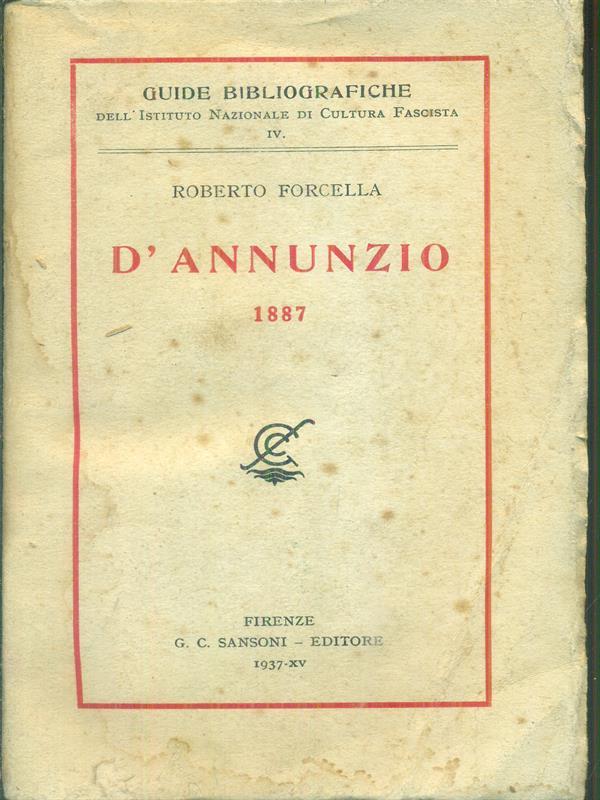 GUIDE BIBLIOGRAFICHE
DELL'ISTITUTO NAZIONALE DI CULTURA FASCISTA
IV.
ROBERTO FORCELLA
D'ANNUNZIO
1887
FIRENZE
G. C. SANSONI – EDITORE
1937-XV